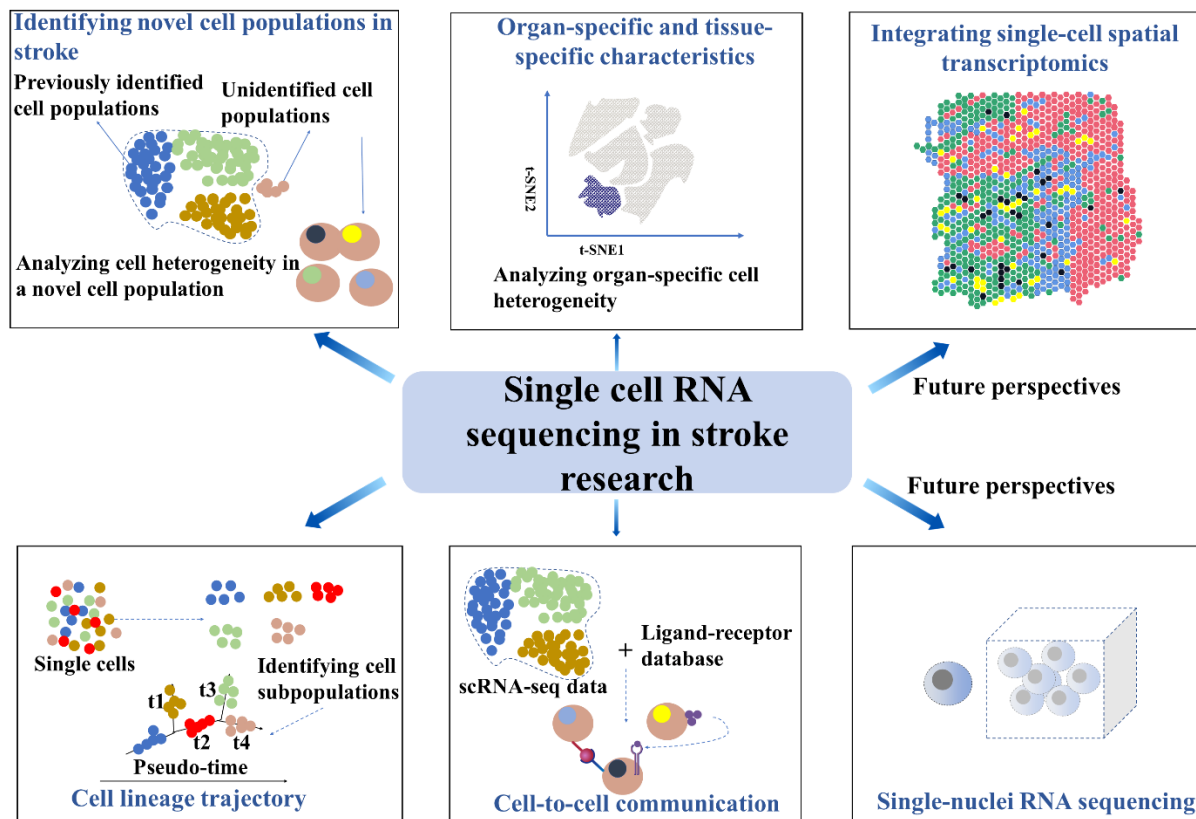 Identifying novel cell populations in
stroke
Previously identified
cell populations
Unidentified cell
populations
Analyzing cell heterogeneity in
a novel cell population
Organ-specific and tissue-
specific characteristics
t-SNE2
t-SNE1
Analyzing organ-specific cell
heterogeneity
Integrating single-cell spatial
transcriptomics
Single cell RNA
sequencing in stroke
research
Future perspectives
Future perspectives
Single cells
Identifying cell
subpopulations
t1
t3
t2
t4
Pseudo-time
Cell lineage trajectory
+
Ligand-receptor
database
scRNA-seq data
Cell-to-cell communication
Single-nuclei RNA sequencing